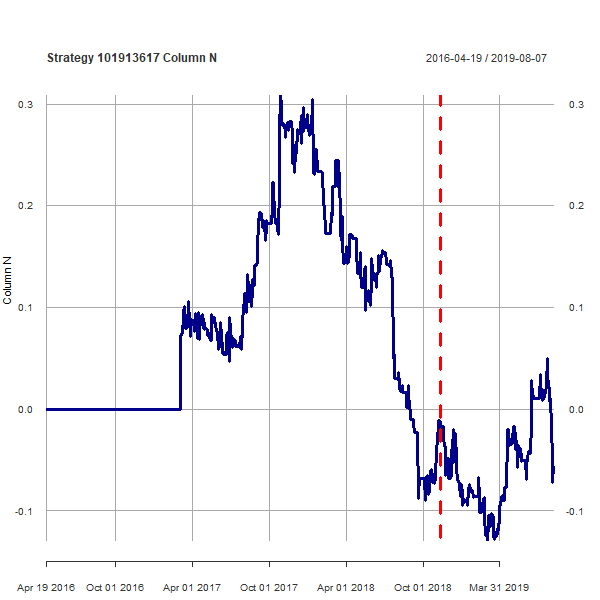 Strategy 101913617 Column N
2016-04-19 / 2019-08-07
0.3
0.3
0.2
0.2
Column N
0.1
0.1
0.0
0.0
-0.1
-0.1
Apr 19 2016
Oct 01 2016
Apr 01 2017
Oct 01 2017
Apr 01 2018
Oct 01 2018
Mar 31 2019